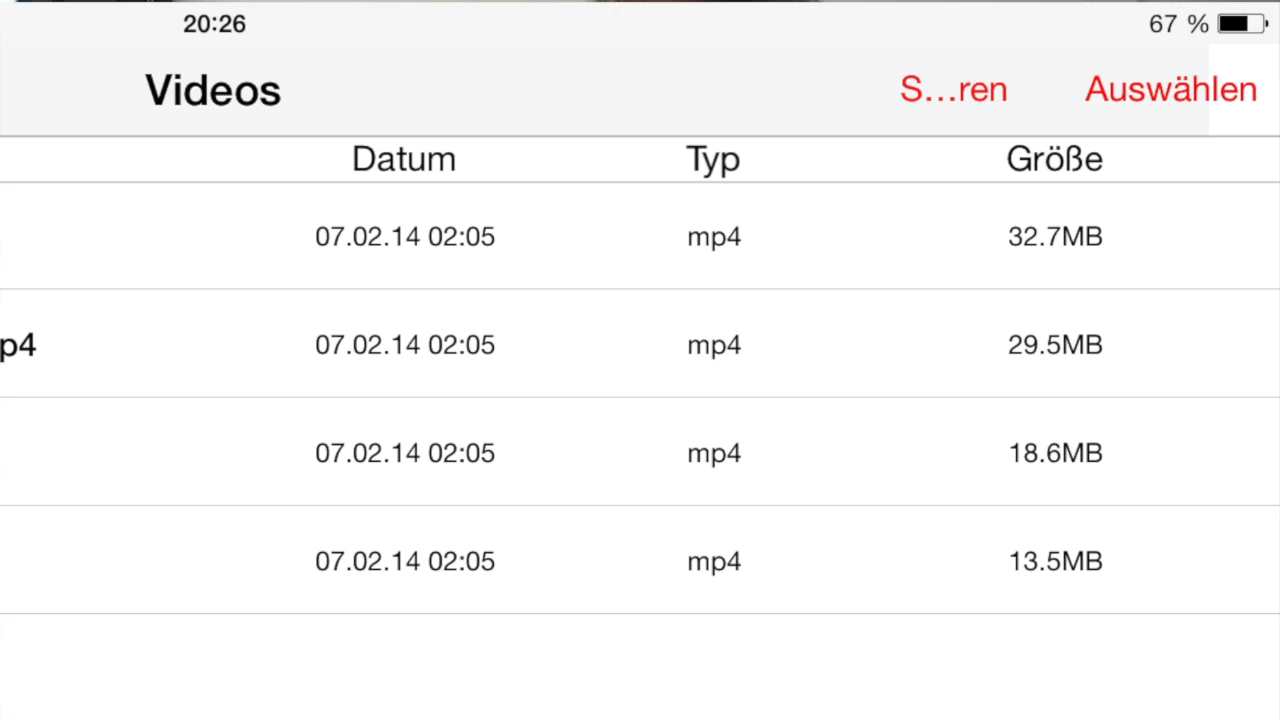 20:26 67 %
Videos S...ren Auswählen
Datum Typ Größe
07.02.14 02:05 mp4 32.7MB
p4 07.02.14 02:05 mp4 29.5MB
07.02.14 02:05 mp4 18.6MB
07.02.14 02:05 mp4 13.5MB